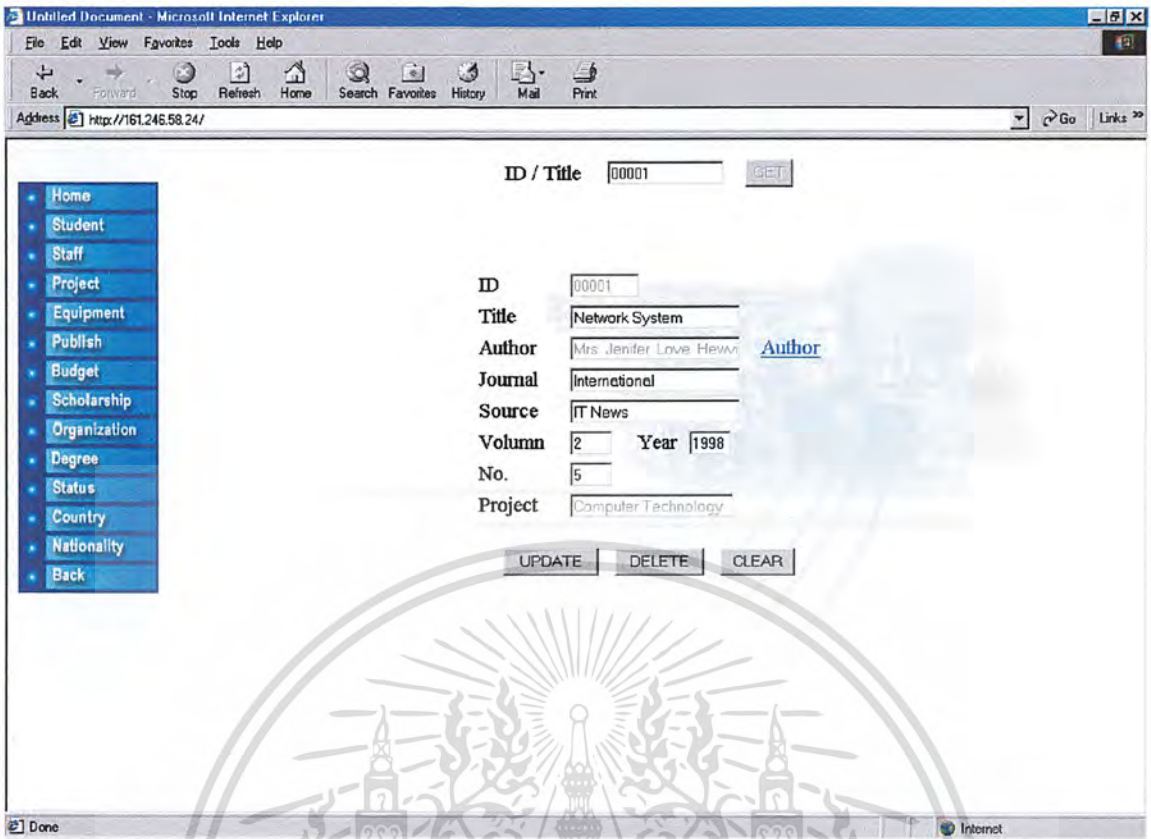 Untitled Document - Microsoft Internet Explorer
File Edit View Favorites Tools Help
Back Forward Stop Refresh Home Search Favorites History Mail Print
Address http://161.246.58.24/ Go Links »
ID / Title 00001 GET
Home
Student
Staff
Project
Equipment
Publish
Budget
Scholarship
Organization
Degree
Status
Country
Nationality
Back
ID 00001
Title Network System
Author Mrs Jenifer Love Hewvi Author
Journal International
Source IT News
Volumn 2 Year 1998
No. 5
Project Computer Technology
UPDATE DELETE CLEAR
Done Internet